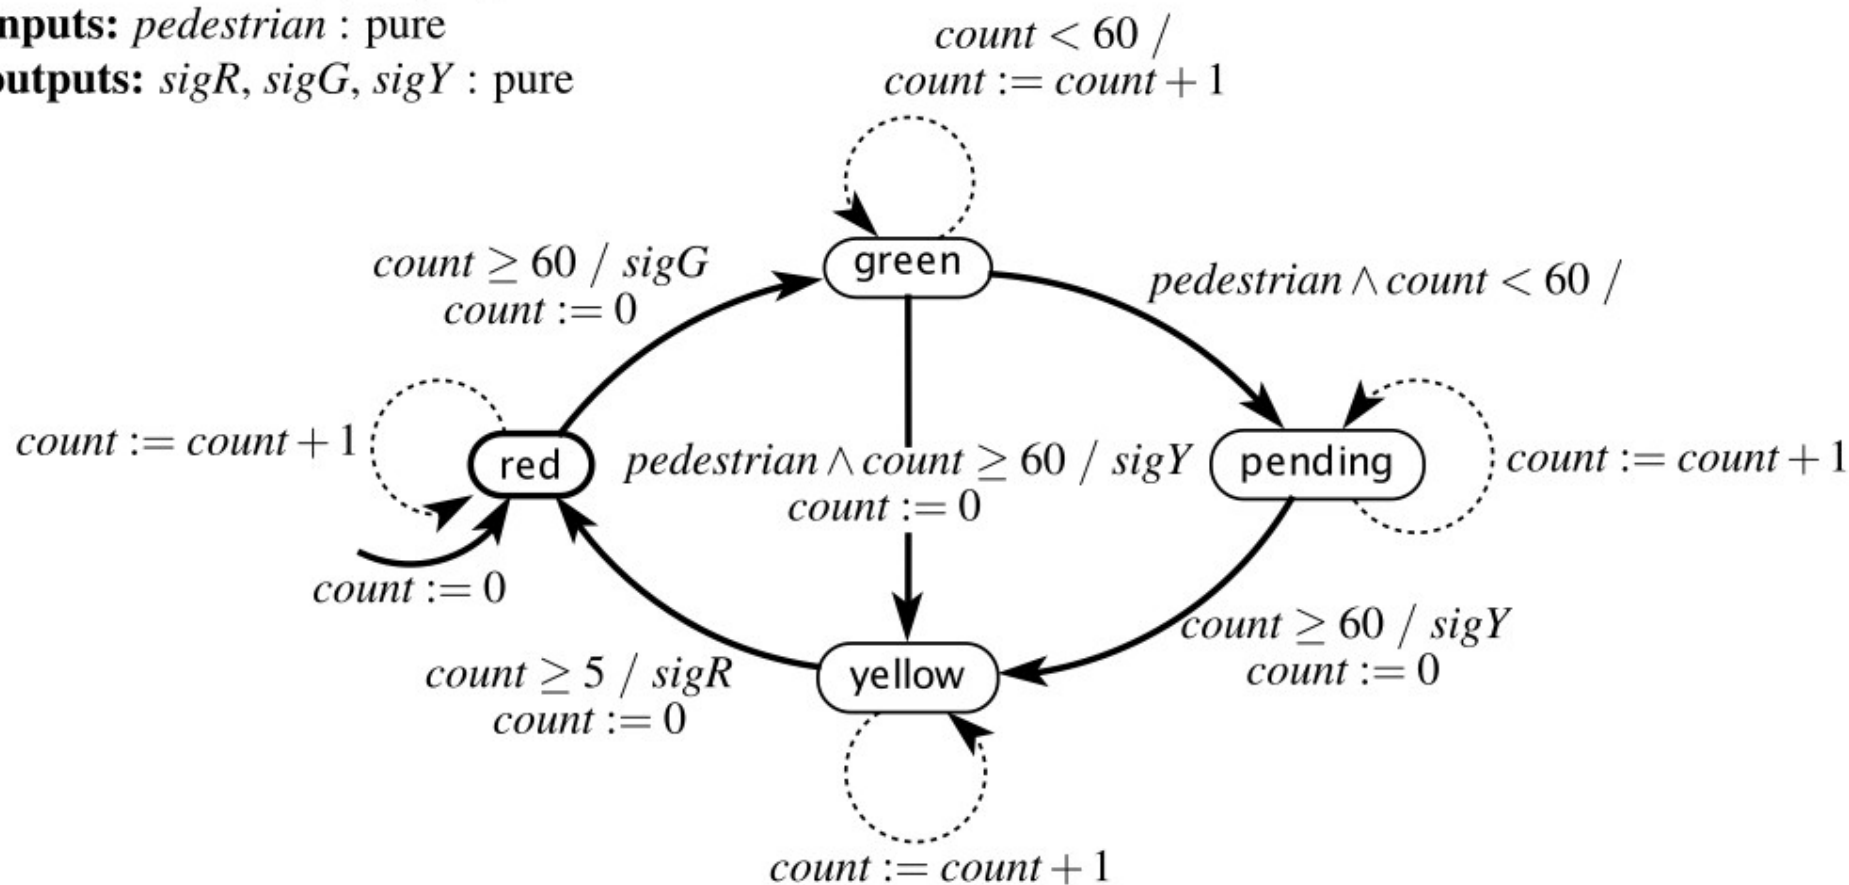 nputs: pedestrian : pure
outputs: sigR, sigG, sigY : pure
count < 60 /
count := count + 1
count ≥ 60 / sigG
count := 0
green
pedestrian ∧ count < 60 /
count := count + 1
red
pedestrian ∧ count ≥ 60 / sigY
count := 0
pending
count := count + 1
count := 0
count ≥ 60 / sigY
count := 0
count ≥ 5 / sigR
count := 0
yellow
count := count + 1